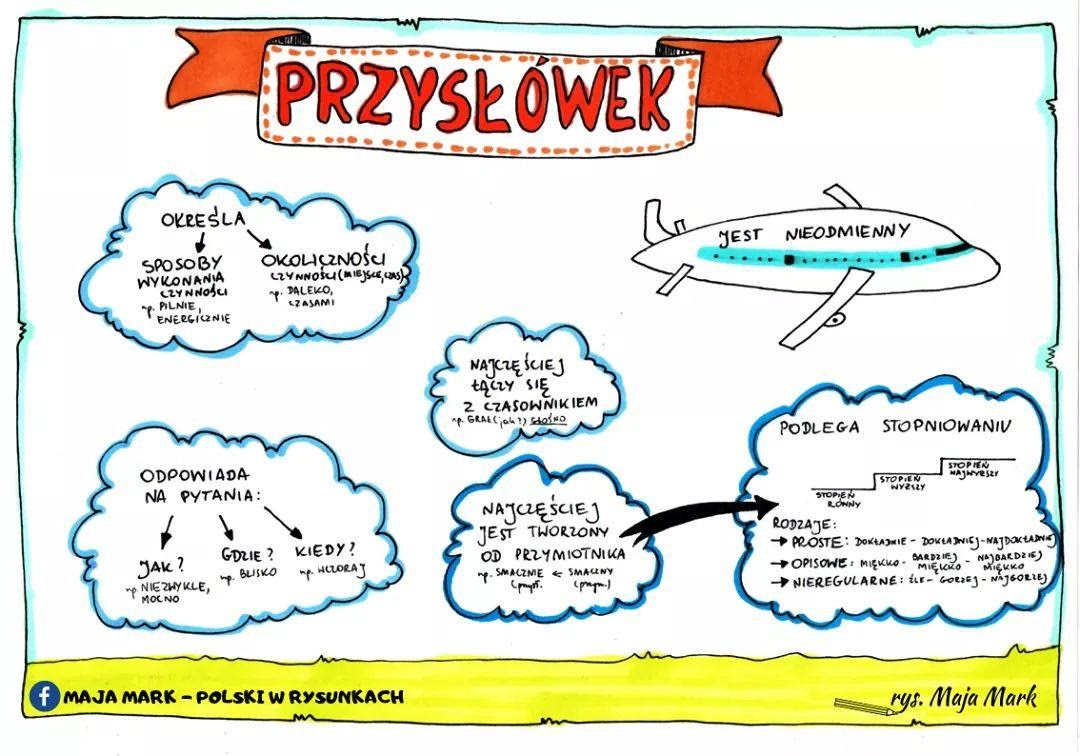 PRZYSŁÓWEK
OKREŚLA
SPOSOBY
WYKONANIA
CZYNNOŚCI
np. PILNIE,
ENERGICZNIE
OKOLICZNOŚCI
CZYNNOŚCI (MIEJSCE, CZAS)
np. DALEKO,
CZASAMI
JEST NIEODMIENNY
NAJCZĘŚCIEJ
ŁĄCZY SIĘ
Z CZASOWNIKIEM
np. GRAŁ (jak?) GŁOŚNO
ODPOWIADA
NA PYTANIA:
JAK?
np. NIEZWYKLE,
MOCNO
GDZIE?
np. BLISKO
KIEDY?
np. WCZORAJ
NAJCZĘŚCIEJ
JEST TWORZONY
OD PRZYMIOTNIKA
np. SMACZNIE ← SMACZNY
(przysł.) (przym.)
PODLEGA STOPNIOWANIU
STOPIEŃ
RÓWNY
STOPIEŃ
WYŻSZY
STOPIEŃ
NAJWYŻSZY
RODZAJE:
→ PROSTE: DOKŁADNIE - DOKŁADNIEJ - NAJDOKŁADNIEJ
→ OPISOWE: MIĘKKO - BARDZIEJ MIĘKKO - NAJBARDZIEJ MIĘKKO
→ NIEREGULARNE: ŹLE - GORZEJ - NAJGORZEJ
MAJA MARK – POLSKI W RYSUNKACH
rys. Maja Mark